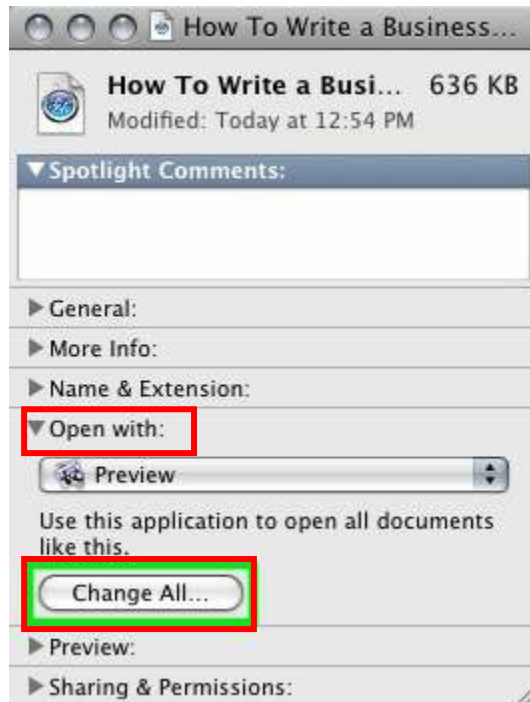 How To Write a Business...
How To Write a Busi... 636 KB
Modified: Today at 12:54 PM
Spotlight Comments:
General:
More Info:
Name & Extension:
Open with:
Preview
Use this application to open all documents
like this.
Change All...
Preview:
Sharing & Permissions: